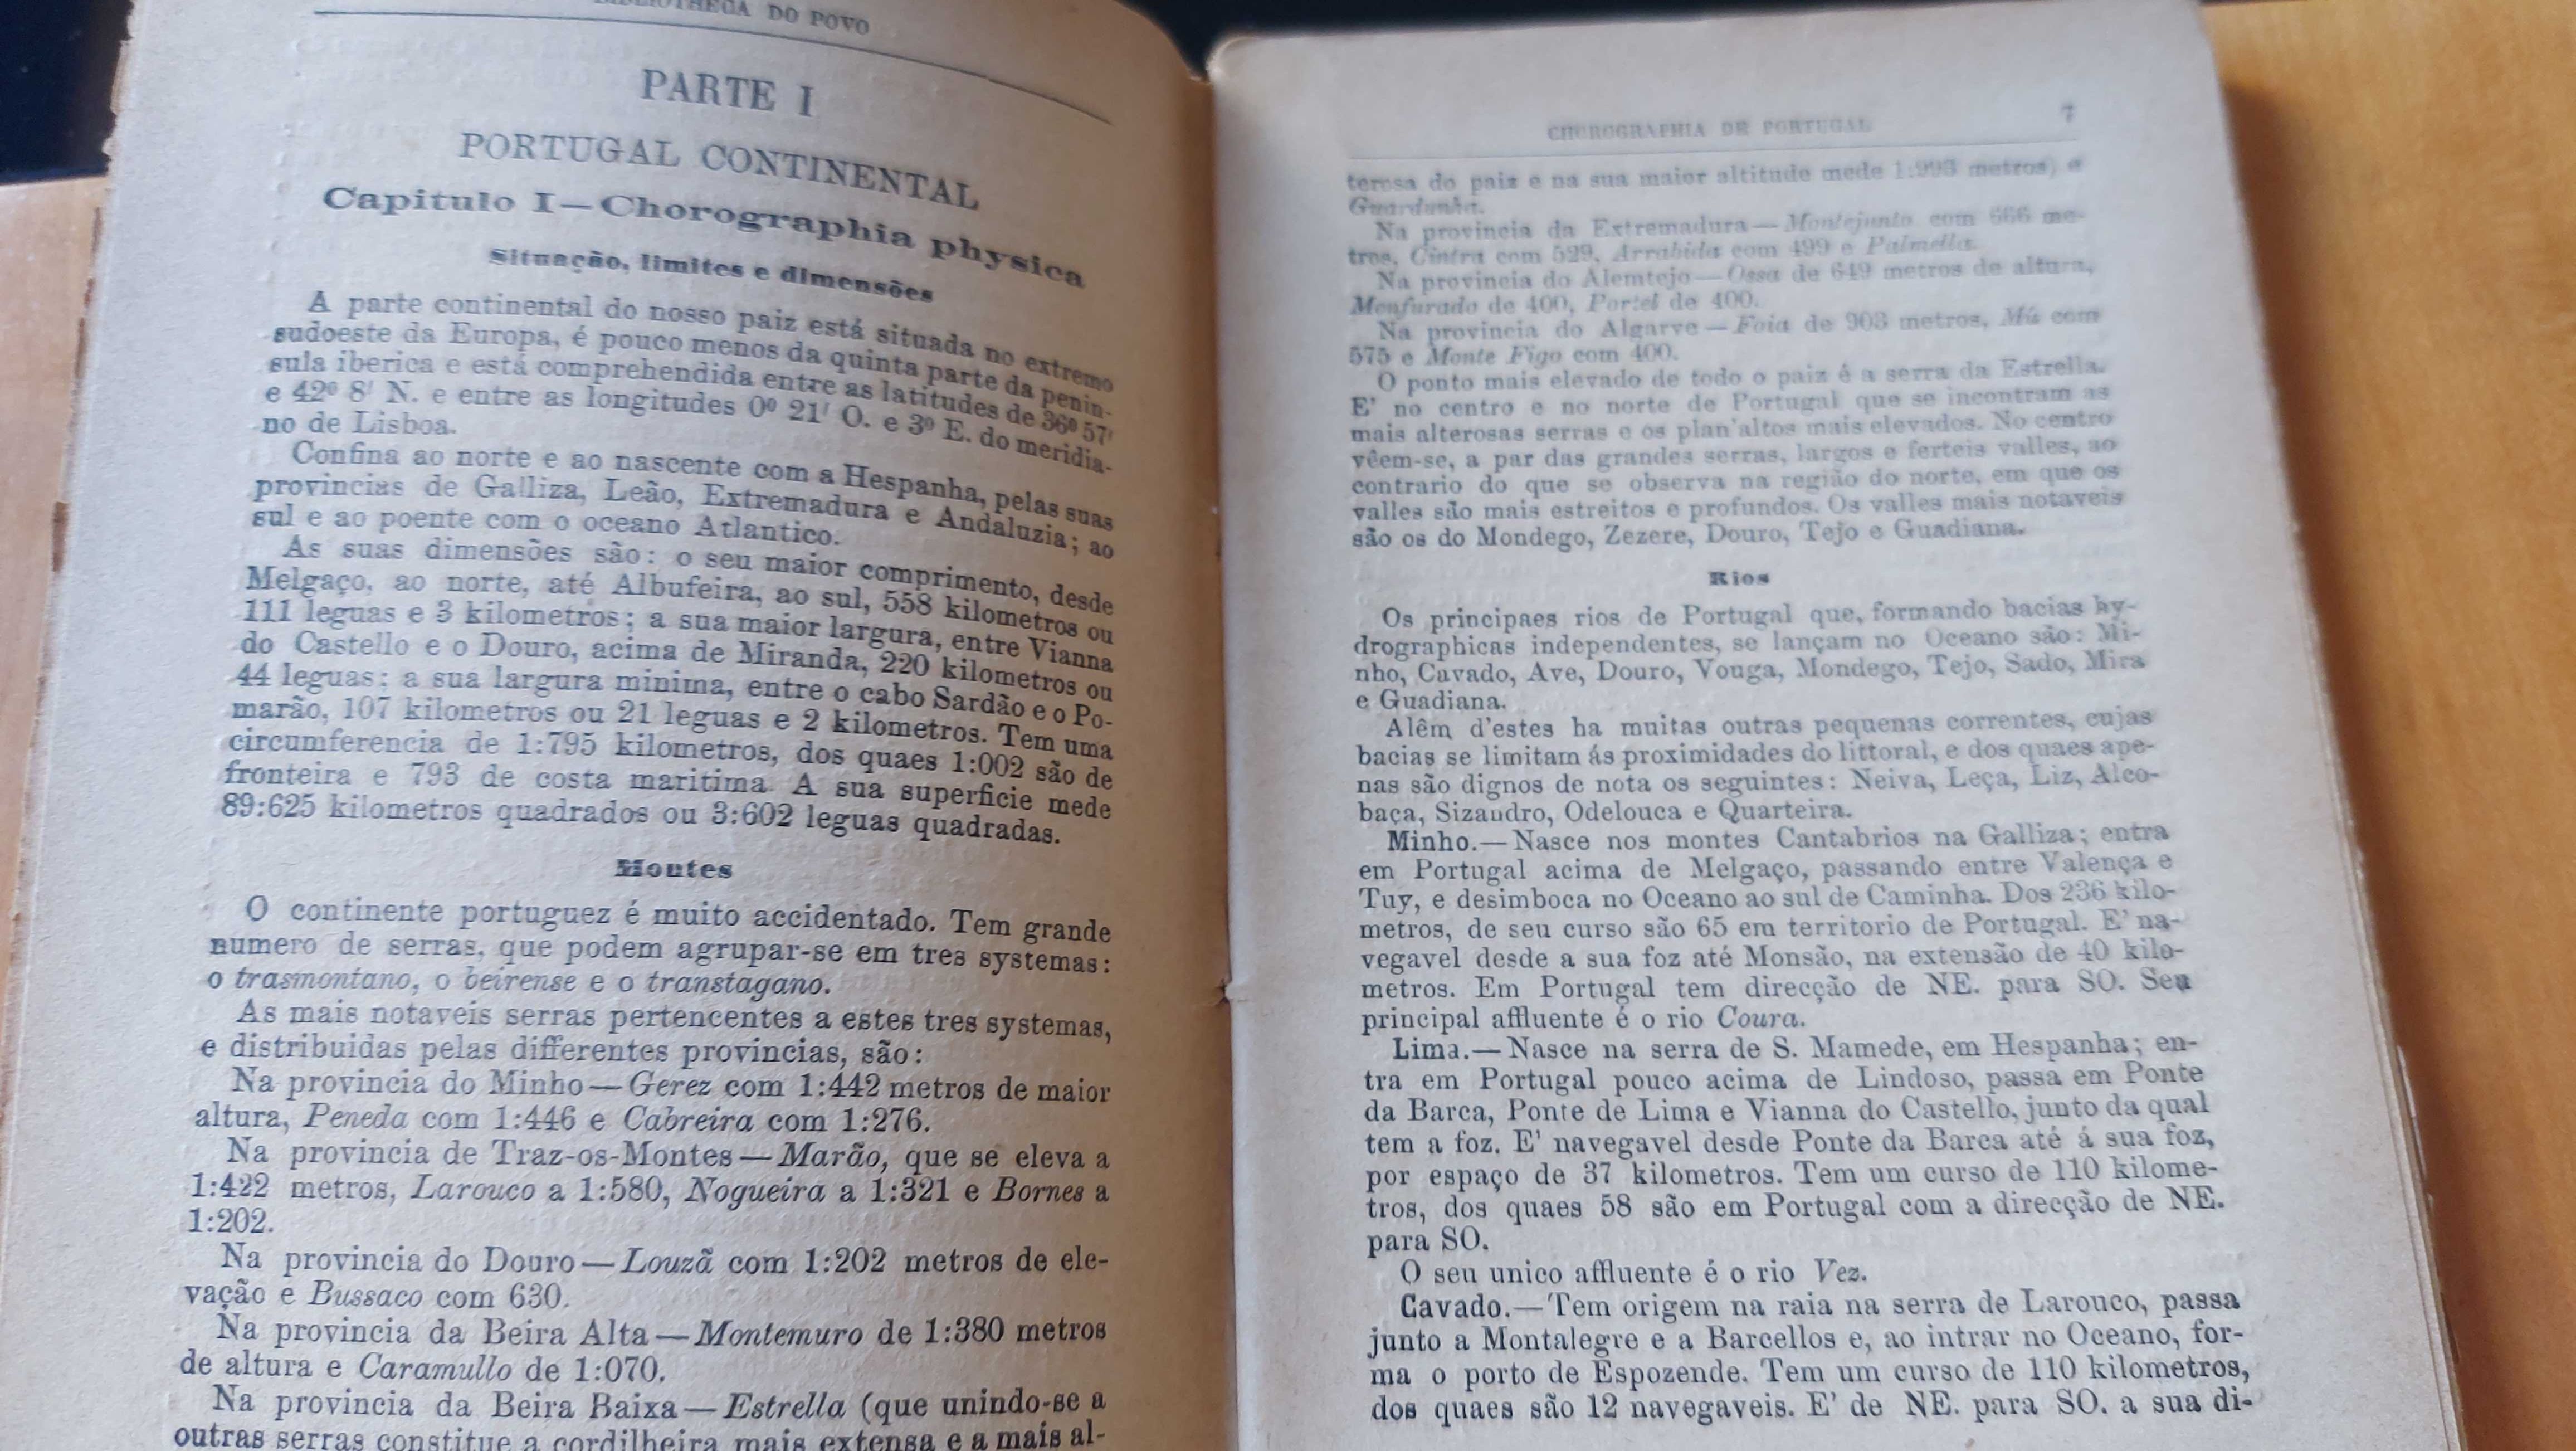 BIBLIOTHECA DO POVO
PARTE I
PORTUGAL CONTINENTAL
Capitulo I—Chorographia physica
Situação, limites e dimensões
A parte continental do nosso paiz está situada no extremo
sudoeste da Europa, é pouco menos da quinta parte da penin-
sula iberica e está comprehendida entre as latitudes de 36º 57'
e 42º 8' N. e entre as longitudes 0º 21' O. e 3º E. do meridia-
no de Lisboa.
Confina ao norte e ao nascente com a Hespanha, pelas suas
provincias de Galliza, Leão, Extremadura e Andaluzia; ao
sul e ao poente com o oceano Atlantico.
As suas dimensões são: o seu maior comprimento, desde
Melgaço, ao norte, até Albufeira, ao sul, 558 kilometros ou
111 leguas e 3 kilometros; a sua maior largura, entre Vianna
do Castello e o Douro, acima de Miranda, 220 kilometros ou
44 leguas; a sua largura minima, entre o cabo Sardão e o Po-
marão, 107 kilometros ou 21 leguas e 2 kilometros. Tem uma
circumferencia de 1:795 kilometros, dos quaes 1:002 são de
fronteira e 793 de costa maritima. A sua superficie mede
89:625 kilometros quadrados ou 3:602 leguas quadradas.
Montes
O continente portuguez é muito accidentado. Tem grande
numero de serras, que podem agrupar-se em tres systemas:
o trasmontano, o beirense e o transtagano.
As mais notaveis serras pertencentes a estes tres systemas,
e distribuidas pelas differentes provincias, são:
Na provincia do Minho—Gerez com 1:442 metros de maior
altura, Peneda com 1:446 e Cabreira com 1:276.
Na provincia de Traz-os-Montes—Marão, que se eleva a
1:422 metros, Larouco a 1:580, Nogueira a 1:321 e Bornes a
1:202.
Na provincia do Douro—Louzã com 1:202 metros de ele-
vação e Bussaco com 630.
Na provincia da Beira Alta—Montemuro de 1:380 metros
de altura e Caramullo de 1:070.
Na provincia da Beira Baixa—Estrella (que unindo-se a
outras serras constitue a cordilheira mais extensa e a mais al-
CHOROGRAPHIA DE PORTUGAL 7
terosa do paiz e na sua maior altitude mede 1:993 metros) e
Guardunha.
Na provincia da Extremadura—Montejunto com 666 me-
tros, Cintra com 529, Arrabida com 499 e Palmella.
Na provincia do Alemtejo—Ossa de 649 metros de altura,
Monfurado de 400, Portel de 400.
Na provincia do Algarve—Foia de 903 metros, Mú com
575 e Monte Figo com 400.
O ponto mais elevado de todo o paiz é a serra da Estrella.
E' no centro e no norte de Portugal que se incontram as
mais alterosas serras e os plan'altos mais elevados. No centro
vêem-se, a par das grandes serras, largos e ferteis valles, ao
contrario do que se observa na região do norte, em que os
valles são mais estreitos e profundos. Os valles mais notaveis
são os do Mondego, Zezere, Douro, Tejo e Guadiana.
Rios
Os principaes rios de Portugal que, formando bacias hy-
drographicas independentes, se lançam no Oceano são: Mi-
nho, Cavado, Ave, Douro, Vouga, Mondego, Tejo, Sado, Mira
e Guadiana.
Alêm d'estes ha muitas outras pequenas correntes, cujas
bacias se limitam ás proximidades do littoral, e dos quaes ape-
nas são dignos de nota os seguintes: Neiva, Leça, Liz, Alco-
baça, Sizandro, Odelouca e Quarteira.
Minho.—Nasce nos montes Cantabrios na Galliza; entra
em Portugal acima de Melgaço, passando entre Valença e
Tuy, e desimboca no Oceano ao sul de Caminha. Dos 236 kilo-
metros, de seu curso são 65 em territorio de Portugal. E' na-
vegavel desde a sua foz até Monsão, na extensão de 40 kilo-
metros. Em Portugal tem direcção de NE. para SO. Seu
principal affluente é o rio Coura.
Lima.—Nasce na serra de S. Mamede, em Hespanha; en-
tra em Portugal pouco acima de Lindoso, passa em Ponte
da Barca, Ponte de Lima e Vianna do Castello, junto da qual
tem a foz. E' navegavel desde Ponte da Barca até á sua foz,
por espaço de 37 kilometros. Tem um curso de 110 kilome-
tros, dos quaes 58 são em Portugal com a direcção de NE.
para SO.
O seu unico affluente é o rio Vez.
Cavado.—Tem origem na raia na serra de Larouco, passa
junto a Montalegre e a Barcellos e, ao intrar no Oceano, for-
ma o porto de Espozende. Tem um curso de 110 kilometros,
dos quaes são 12 navegaveis. E' de NE. para SO. a sua di-